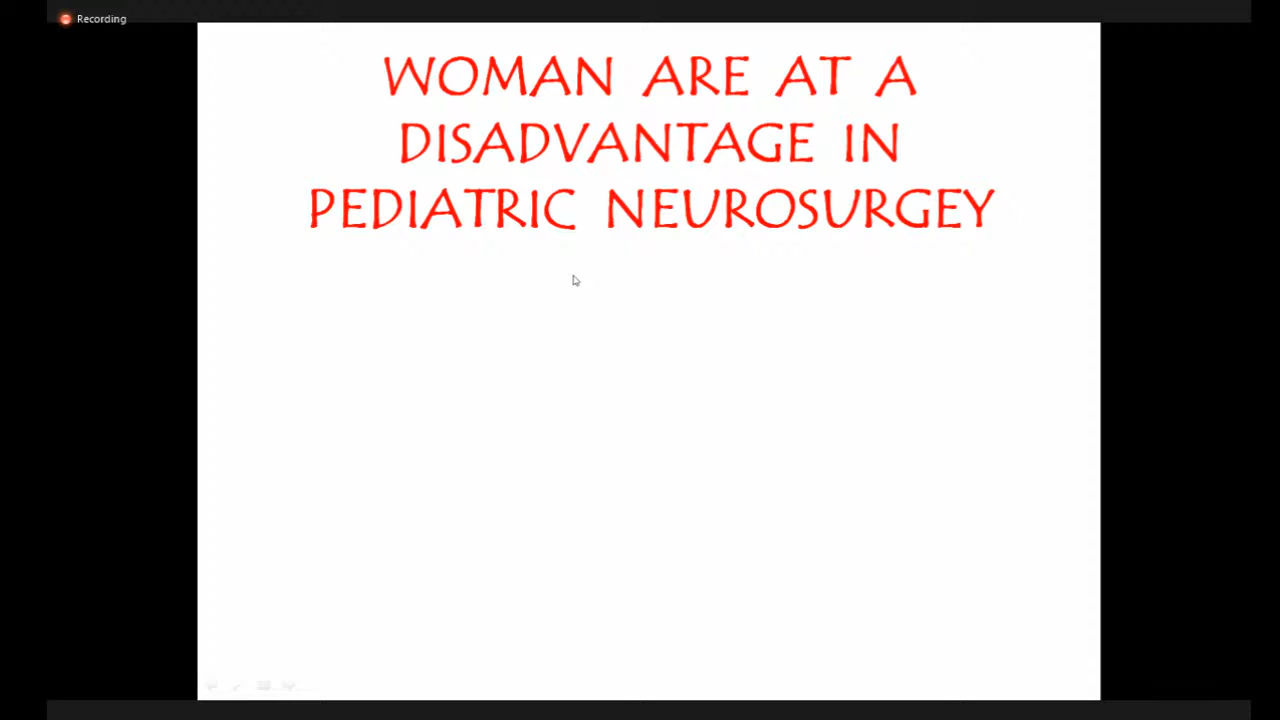 Recording
WOMAN ARE AT A
DISADVANTAGE IN
PEDIATRIC NEUROSURGEY